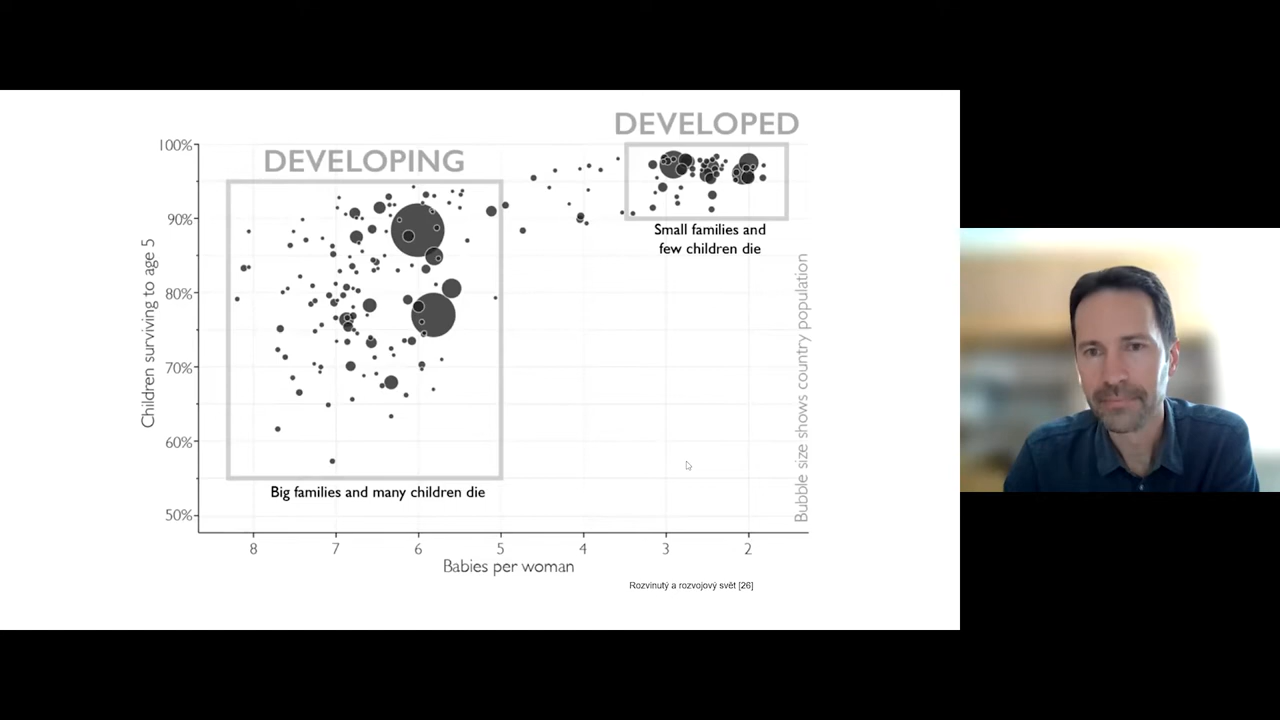 DEVELOPED
DEVELOPING
100%
90%
80%
70%
60%
50%
Children surviving to age 5
Small families and
few children die
Bubble size shows country population
Big families and many children die
8 7 6 5 4 3 2
Babies per woman
Rozvinutý a rozvojový svět [26]